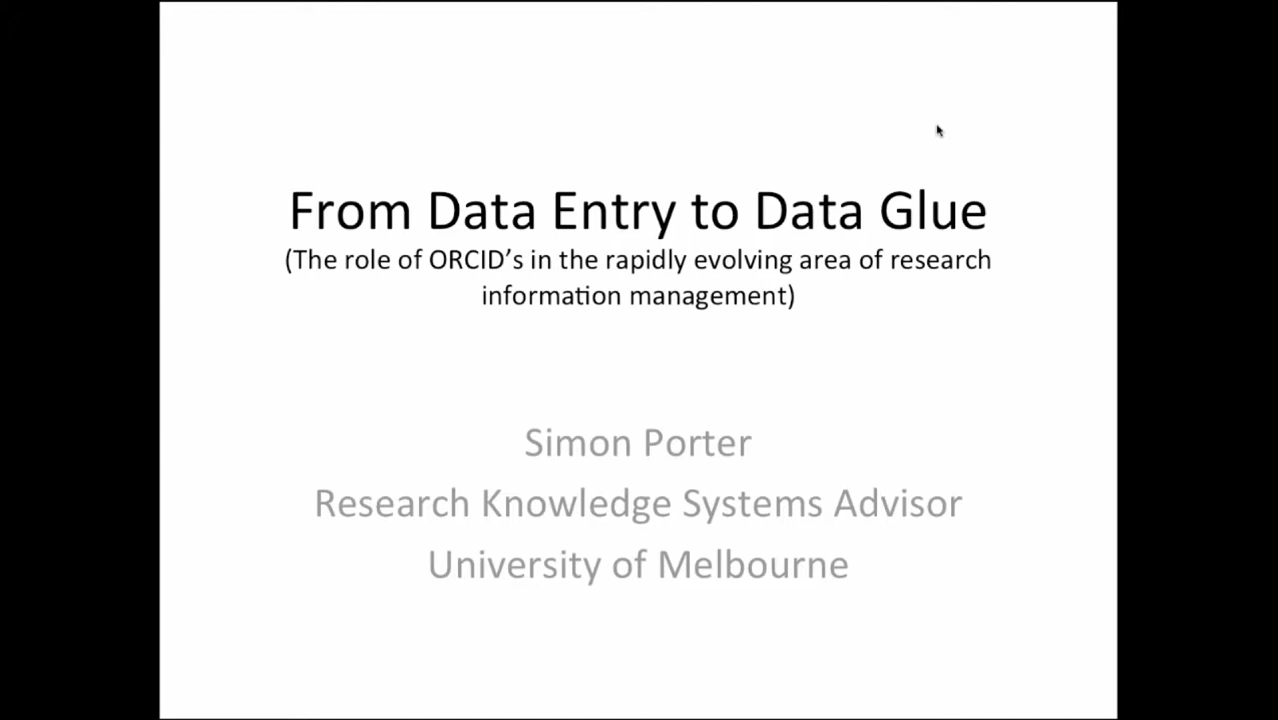 From Data Entry to Data Glue
(The role of ORCID’s in the rapidly evolving area of research
information management)
Simon Porter
Research Knowledge Systems Advisor
University of Melbourne